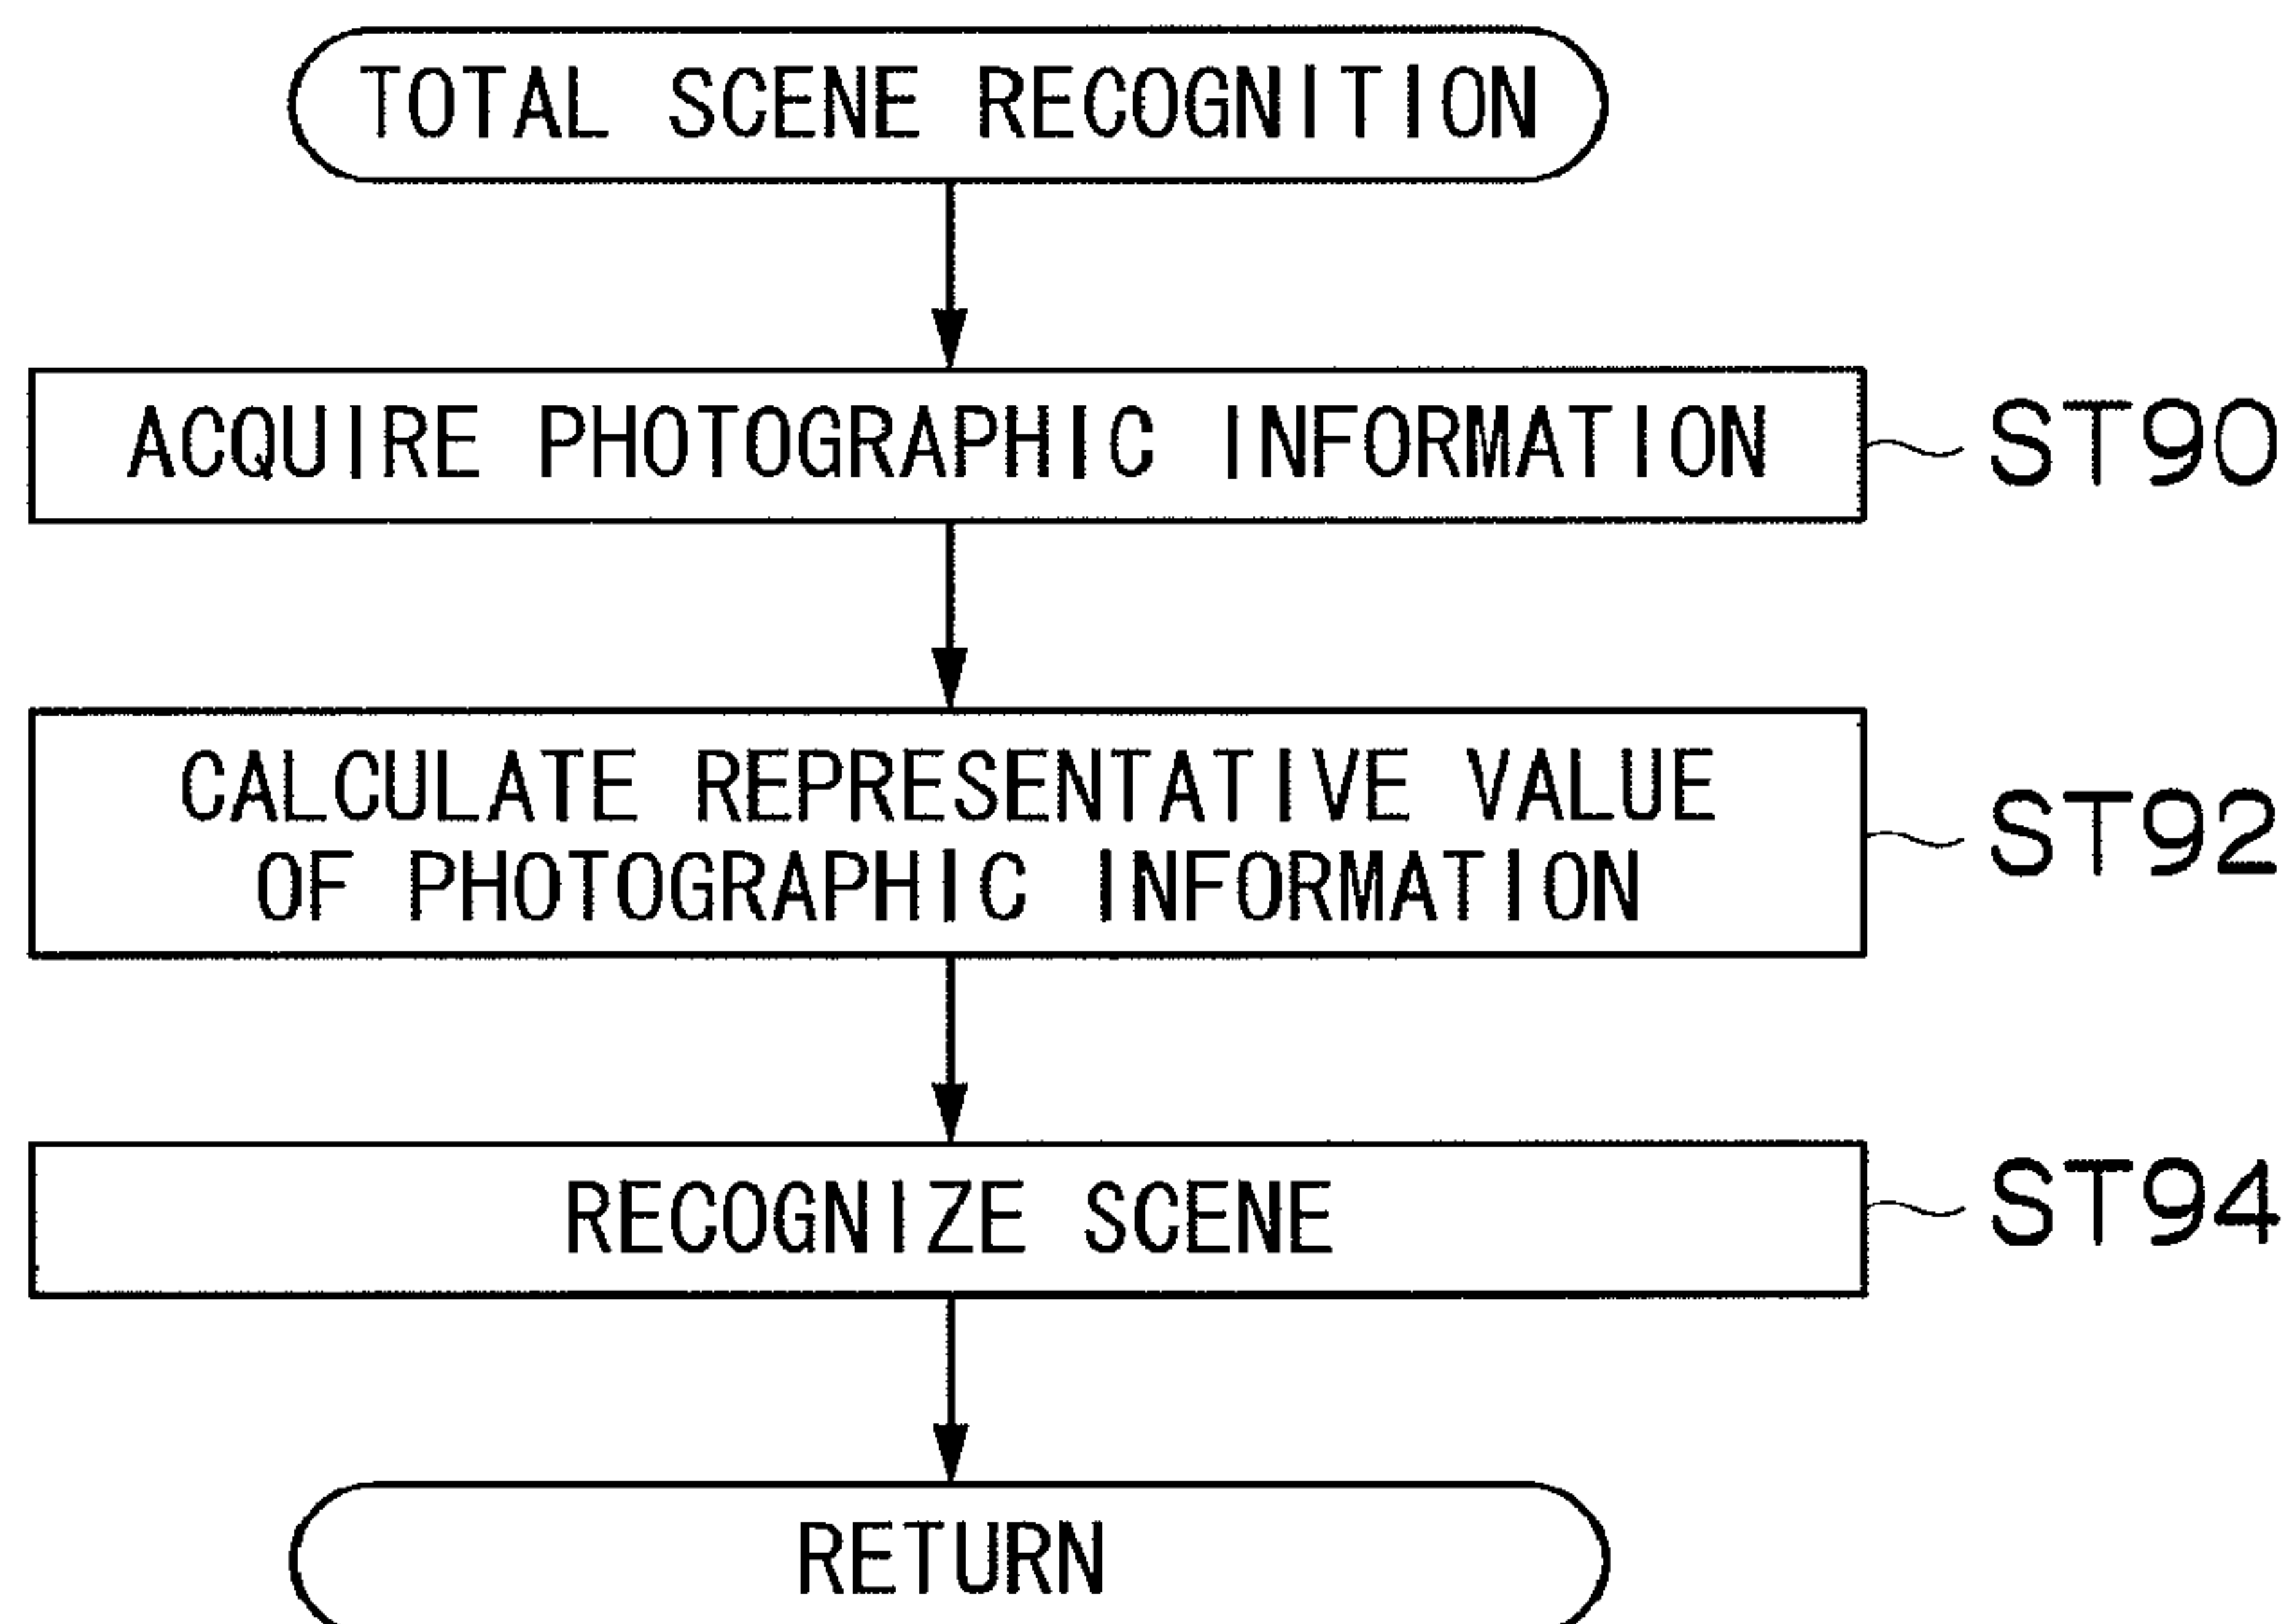 TOTAL SCENE RECOGNITION
ACQUIRE PHOTOGRAPHIC INFORMATION
ST90
CALCULATE REPRESENTATIVE VALUE
OF PHOTOGRAPHIC INFORMATION
ST92
RECOGNIZE SCENE
ST94
RETURN